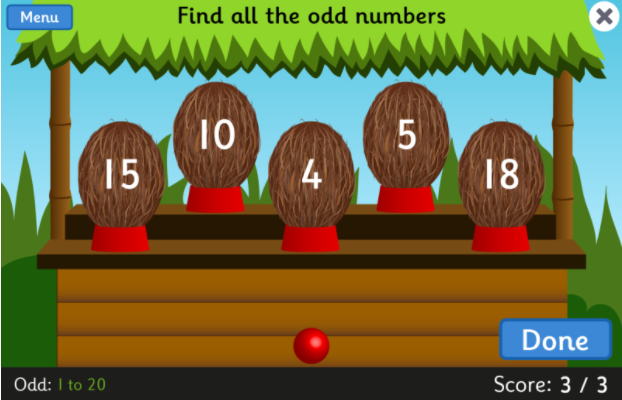 Menu
Find all the odd numbers
15
10
4
5
18
Done
Odd: 1 to 20
Score: 3 / 3